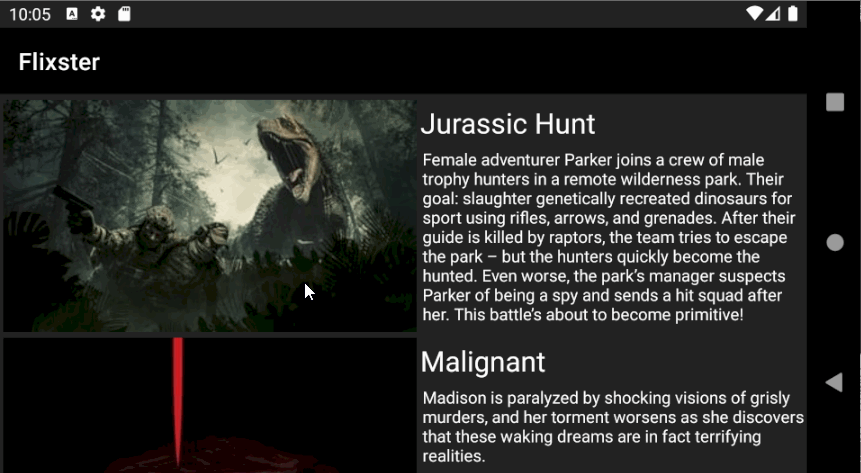 10:05
Flixster
Jurassic Hunt
Female adventurer Parker joins a crew of male
trophy hunters in a remote wilderness park. Their
goal: slaughter genetically recreated dinosaurs for
sport using rifles, arrows, and grenades. After their
guide is killed by raptors, the team tries to escape
the park – but the hunters quickly become the
hunted. Even worse, the park’s manager suspects
Parker of being a spy and sends a hit squad after
her. This battle’s about to become primitive!
Malignant
Madison is paralyzed by shocking visions of grisly
murders, and her torment worsens as she discovers
that these waking dreams are in fact terrifying
realities.